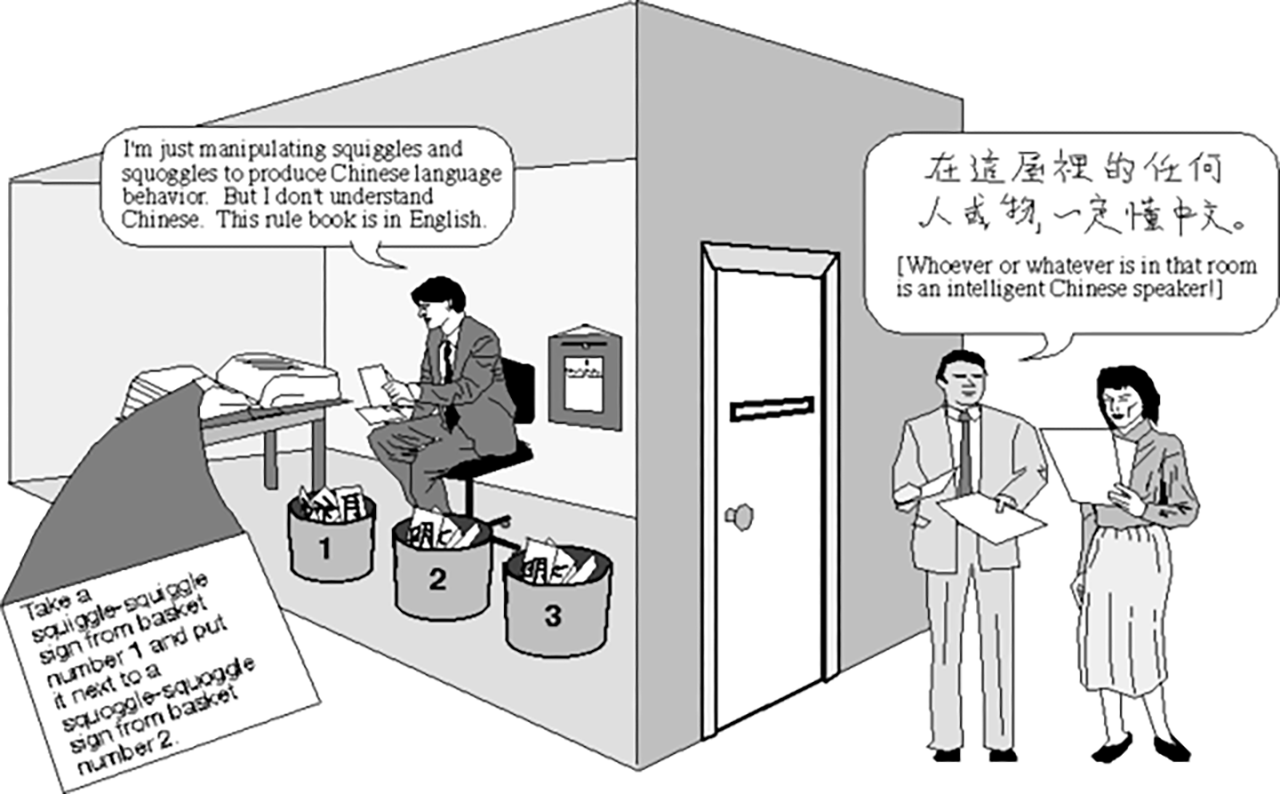 I'm just manipulating squiggles and
squoggles to produce Chinese language
behavior. But I don't understand
Chinese. This rule book is in English.
在這屋裡的任何
人或物,一定懂中文。
[Whoever or whatever is in that room
is an intelligent Chinese speaker!]
1
2
3
Take a
squiggle-squiggle
sign from basket
number 1 and put
it next to a
squoggle-squoggle
sign from basket
number 2.